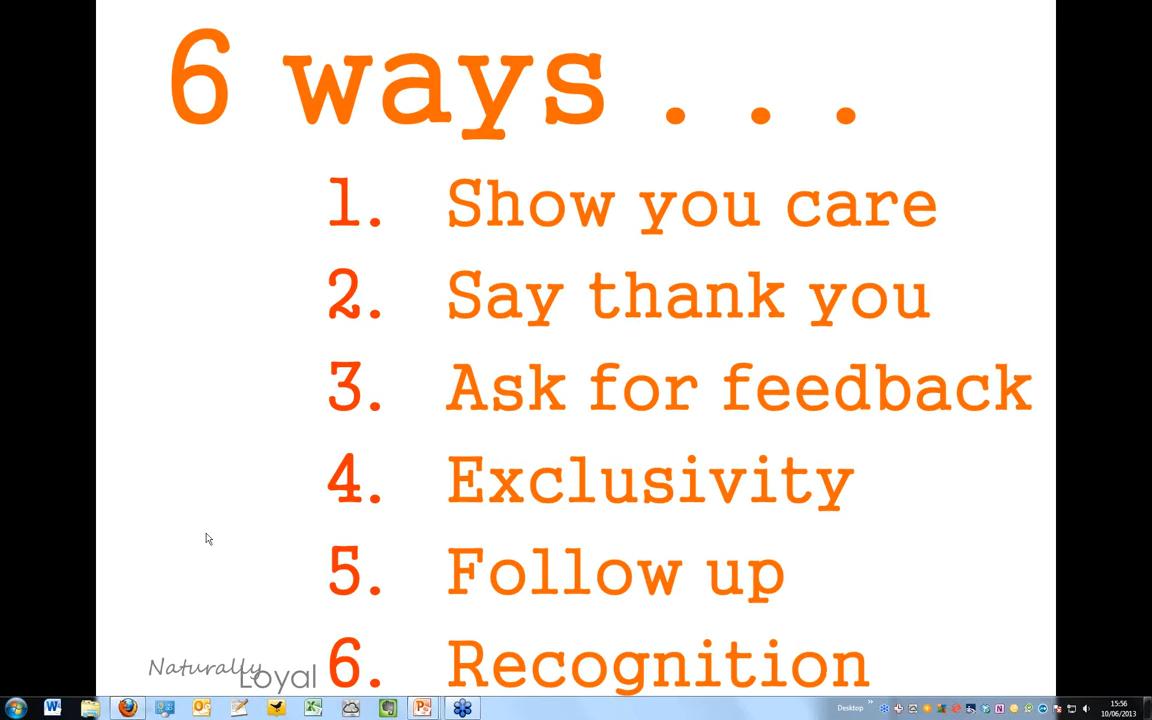 6 ways . . .
1. Show you care
2. Say thank you
3. Ask for feedback
4. Exclusivity
5. Follow up
6. Recognition
Naturally
Loyal
Desktop
15:56
10/06/2013